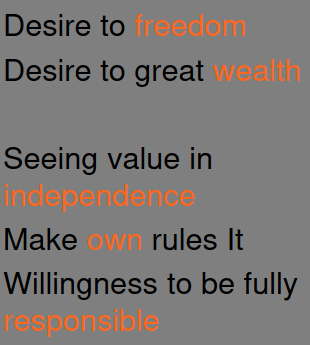 Desire to freedom
Desire to great wealth
Seeing value in
independence
Make own rules It
Willingness to be fully
responsible